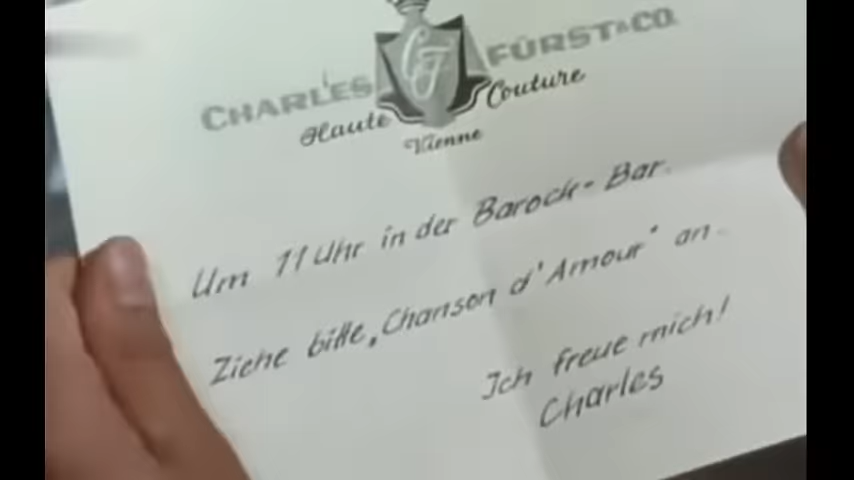 CHARLES FÜRST & CO.
CF
Haute Couture
Vienne
Um 11 Uhr in der Barock-Bar.
Ziehe bitte „Chanson d'Amour" an.
Ich freue mich!
Charles